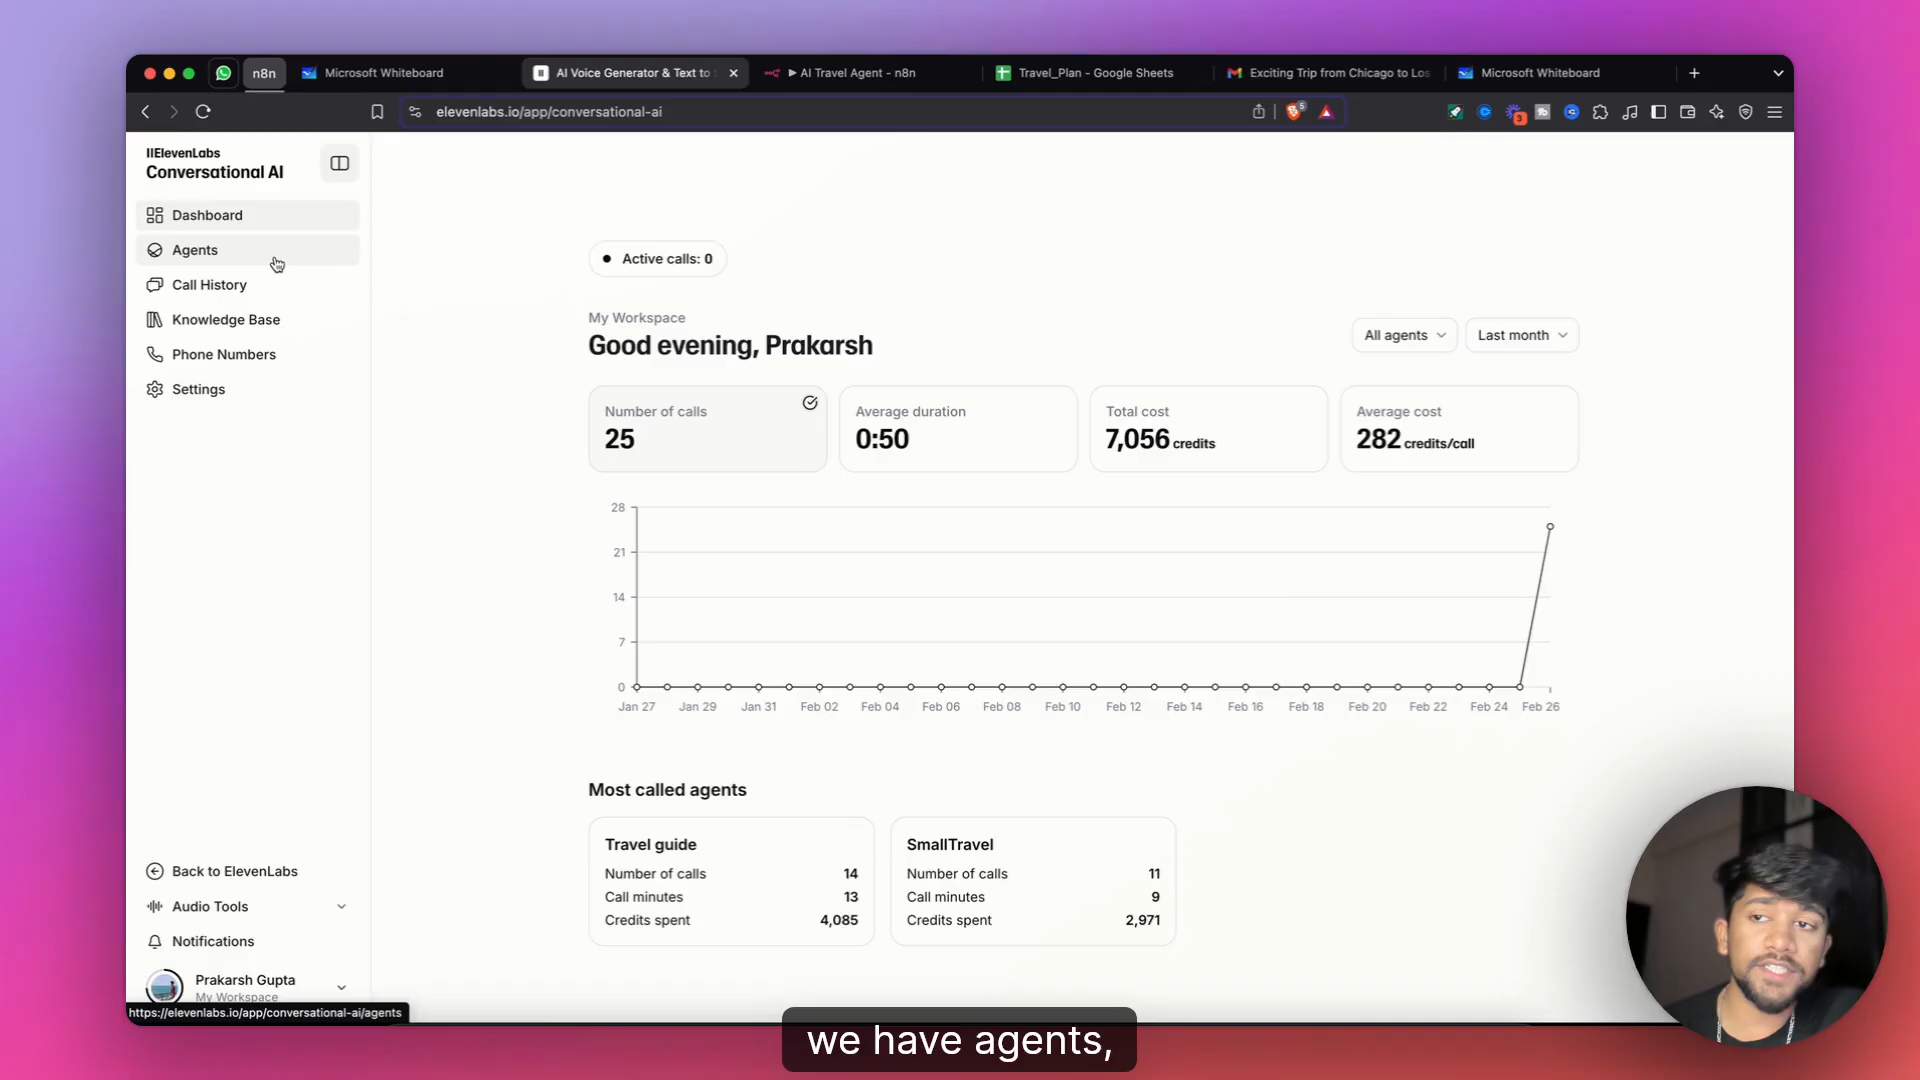 n8n
Microsoft Whiteboard
AI Voice Generator & Text to
AI Travel Agent - n8n
Travel_Plan - Google Sheets
Exciting Trip from Chicago to Los
Microsoft Whiteboard
elevenlabs.io/app/conversational-ai
5
3
IIElevenLabs
Conversational AI
Dashboard
Agents
Call History
Knowledge Base
Phone Numbers
Settings
Active calls: 0
My Workspace
Good evening, Prakarsh
All agents
Last month
Number of calls
25
Average duration
0:50
Total cost
7,056 credits
Average cost
282 credits/call
28
21
14
7
0
Jan 27 Jan 29 Jan 31 Feb 02 Feb 04 Feb 06 Feb 08 Feb 10 Feb 12 Feb 14 Feb 16 Feb 18 Feb 20 Feb 22 Feb 24 Feb 26
Most called agents
Travel guide
Number of calls 14
Call minutes 13
Credits spent 4,085
SmallTravel
Number of calls 11
Call minutes 9
Credits spent 2,971
Back to ElevenLabs
Audio Tools
Notifications
Prakarsh Gupta
My Workspace
https://elevenlabs.io/app/conversational-ai/agents
we have agents,